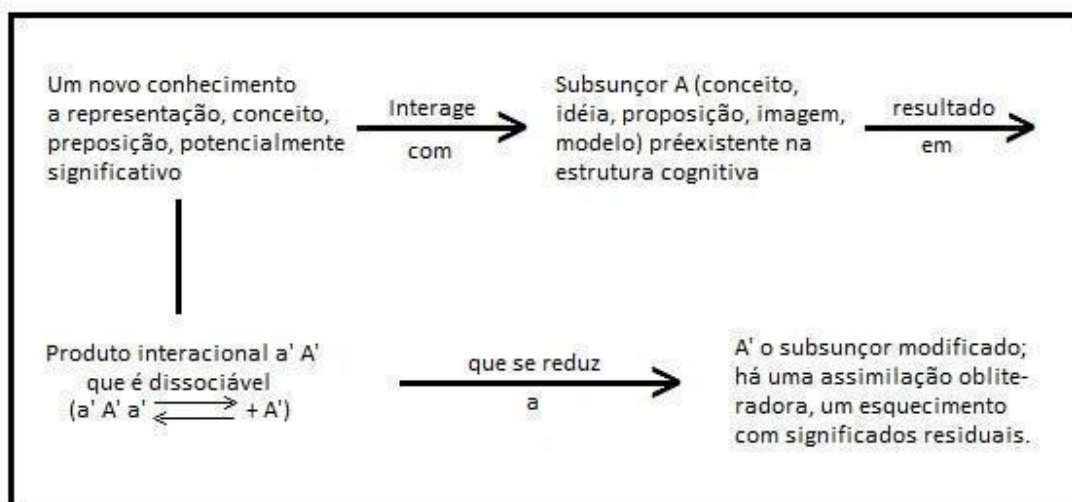 Um novo conhecimento
a representação, conceito,
preposição, potencialmente
significativo
Interage
com
Subsunçor A (conceito,
idéia, proposição, imagem,
modelo) préexistente na
estrutura cognitiva
resultado
em
Produto interacional a' A'
que é dissociável
(a' A' a' ⇄ + A')
que se reduz
a
A' o subsunçor modificado;
há uma assimilação oblite-
radora, um esquecimento
com significados residuais.